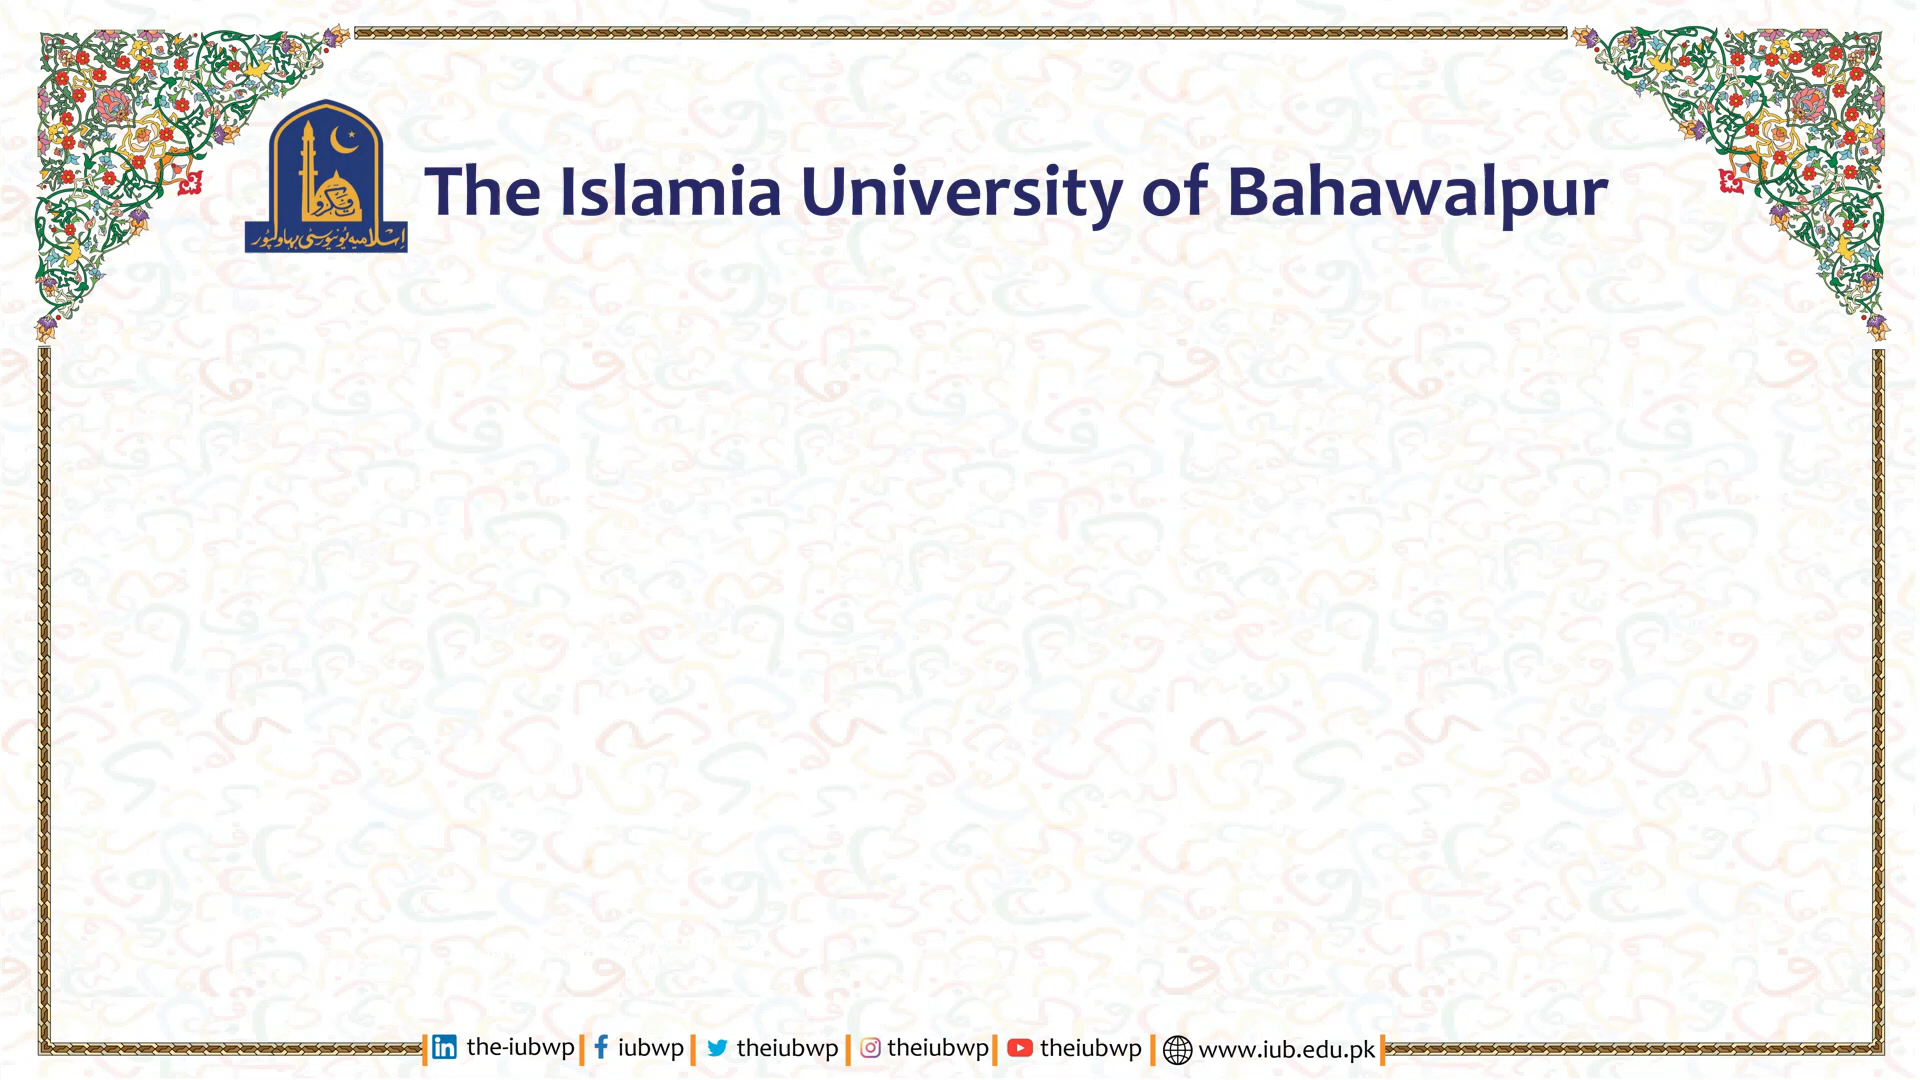 The Islamia University of Bahawalpur
اسلامیہ یونیورسٹی بہاولپور
the-iubwp iubwp theiubwp theiubwp theiubwp www.iub.edu.pk